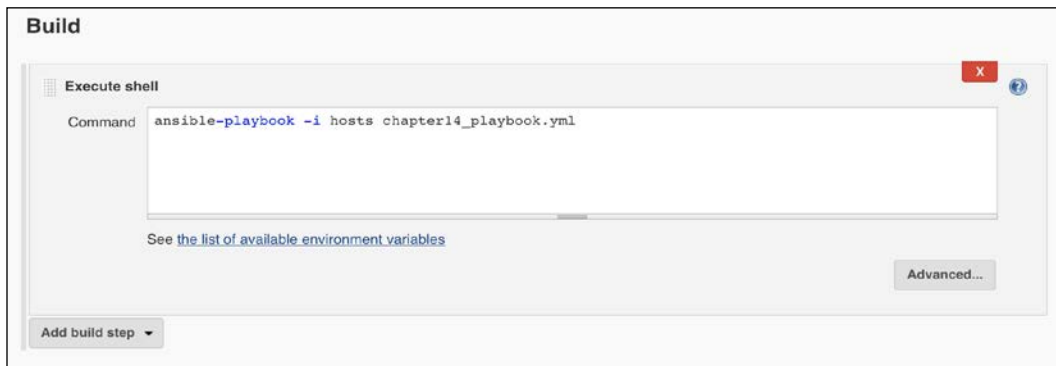 Build
X
Execute shell
Command
ansible-playbook -i hosts chapter14_playbook.yml
See the list of available environment variables
Advanced...
Add build step